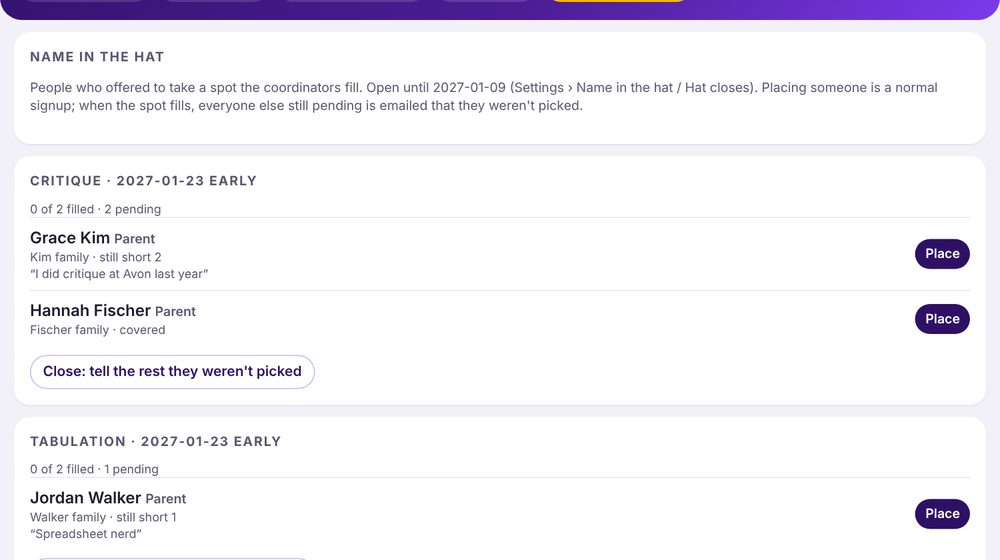 NAME IN THE HAT
People who offered to take a spot the coordinators fill. Open until 2027-01-09 (Settings › Name in the hat / Hat closes). Placing someone is a normal
signup; when the spot fills, everyone else still pending is emailed that they weren't picked.
CRITIQUE · 2027-01-23 EARLY
0 of 2 filled · 2 pending
Grace Kim Parent
Kim family · still short 2
“I did critique at Avon last year”
Place
Hannah Fischer Parent
Fischer family · covered
Place
Close: tell the rest they weren't picked
TABULATION · 2027-01-23 EARLY
0 of 2 filled · 1 pending
Jordan Walker Parent
Walker family · still short 1
“Spreadsheet nerd”
Place